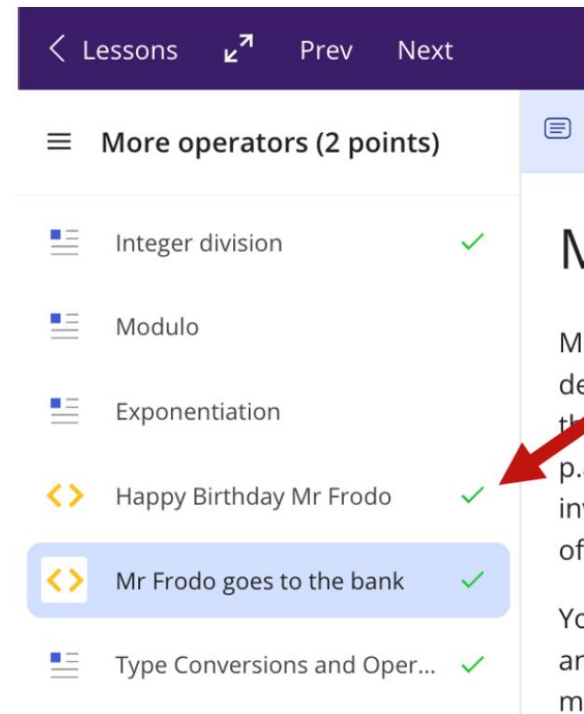 Lessons Prev Next
More operators (2 points)
Integer division
Modulo
Exponentiation
Happy Birthday Mr Frodo
Mr Frodo goes to the bank
Type Conversions and Oper...